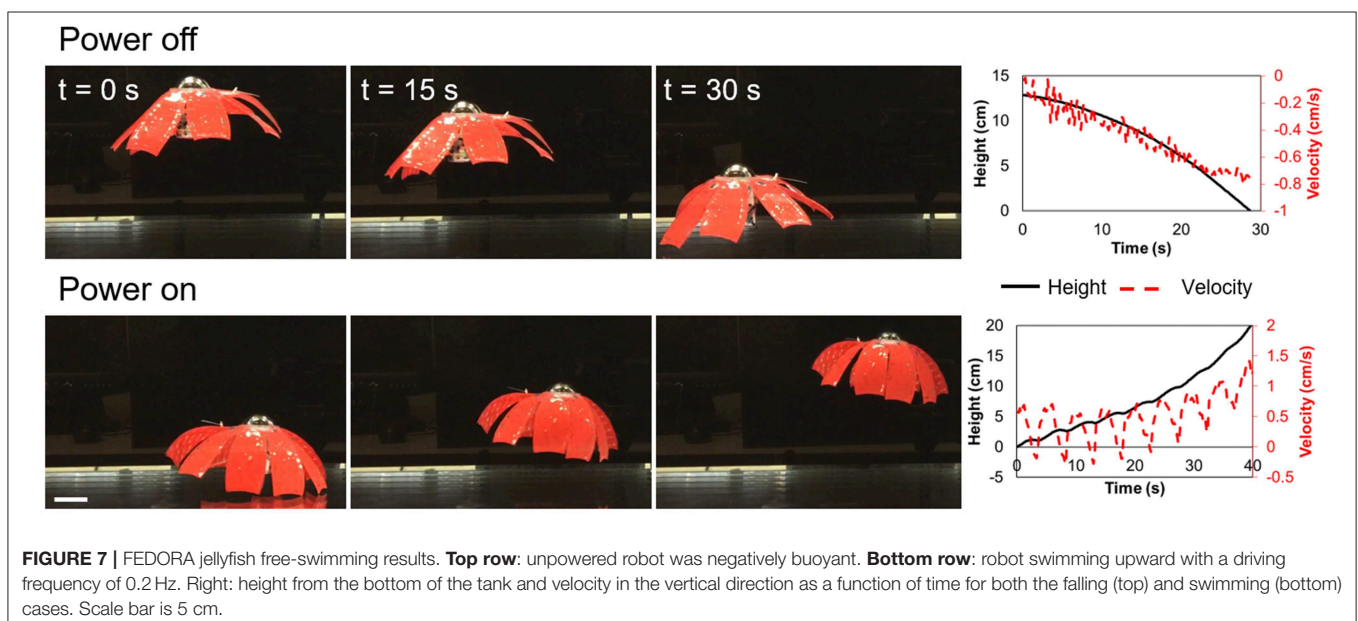 Power off
t = 0 s
t = 15 s
t = 30 s
15
10
5
0
Height (cm)
0
-0.2
-0.4
-0.6
-0.8
-1
Velocity (cm/s)
0
10
20
30
Time (s)
Power on
Height
Velocity
20
15
10
5
0
-5
Height (cm)
2
1.5
1
0.5
0
-0.5
Velocity (cm/s)
0
10
20
30
40
Time (s)
FIGURE 7 | FEDORA jellyfish free-swimming results. Top row: unpowered robot was negatively buoyant. Bottom row: robot swimming upward with a driving
frequency of 0.2 Hz. Right: height from the bottom of the tank and velocity in the vertical direction as a function of time for both the falling (top) and swimming (bottom)
cases. Scale bar is 5 cm.